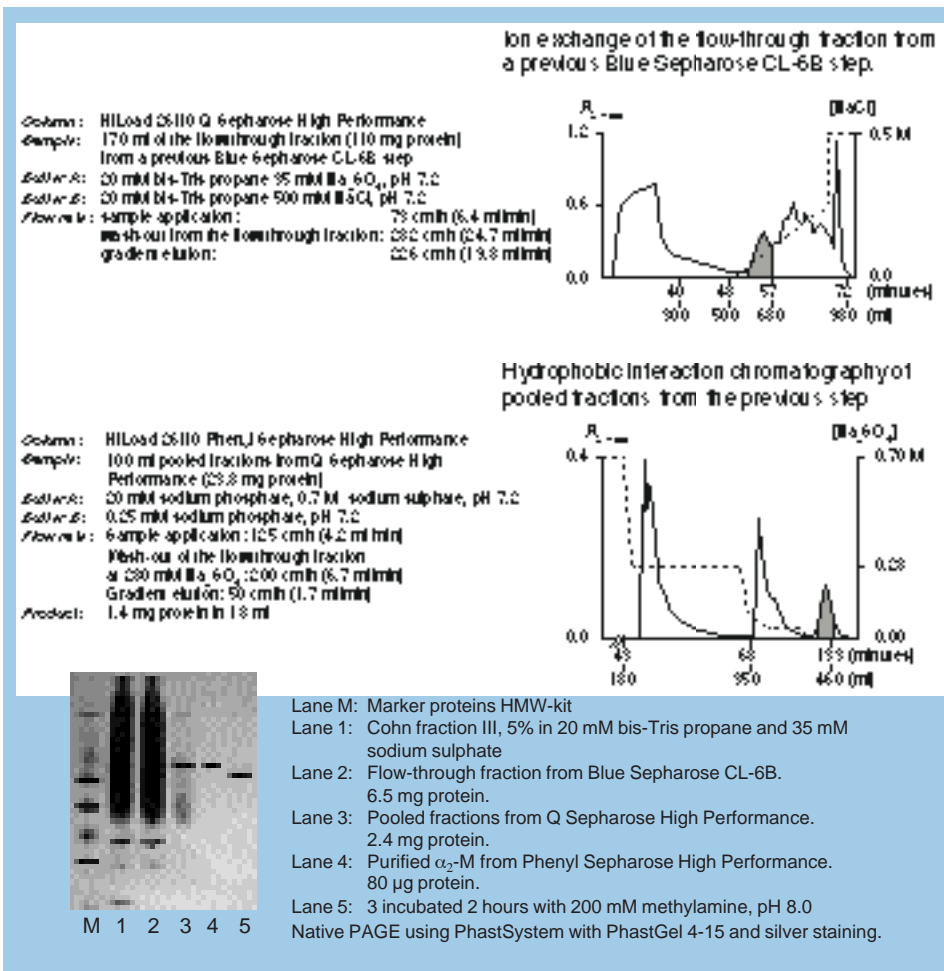 Ion exchange of the flow-through fraction from
a previous Blue Sepharose CL-6B step.
Column: HiLoad 26/10 Q Sepharose High Performance
Sample: 170 ml of the flowthrough fraction (110 mg protein)
from a previous Blue Sepharose CL-6B step
Buffer A: 20 mM bis-Tris propane 35 mM Na SO4, pH 7.2
Buffer B: 20 mM bis-Tris propane 500 mM NaCl, pH 7.2
Flow rate: sample application: 73 cm/h (6.4 ml/min)
wash-out from the flowthrough fraction: 282 cm/h (24.7 ml/min)
gradient elution: 226 cm/h (19.8 ml/min)
[NaCl]
1.2 0.5 M
0.6
0.0 0.0
40 48 57 72 (minutes)
300 500 680 980 (ml)
Hydrophobic interaction chromatography of
pooled fractions from the previous step
Column: HiLoad 26/10 Phenyl Sepharose High Performance
Sample: 100 ml pooled fractions from Q Sepharose High
Performance (23.8 mg protein)
Buffer A: 20 mM sodium phosphate, 0.7 M sodium sulphate, pH 7.2
Buffer B: 0.25 mM sodium phosphate, pH 7.2
Flow rate: Sample application: 125 cm/h (4.2 ml/min)
Wash-out of the flowthrough fraction
at 280 mM Na SO4: 200 cm/h (6.7 ml/min)
Gradient elution: 50 cm/h (1.7 ml/min)
Product: 1.4 mg protein in 18 ml
[Na2SO4]
0.4 0.70 M
0.28
0.0 0.00
43 68 133 (minutes)
180 350 460 (ml)
M 1 2 3 4 5
Lane M: Marker proteins HMW-kit
Lane 1: Cohn fraction III, 5% in 20 mM bis-Tris propane and 35 mM
sodium sulphate
Lane 2: Flow-through fraction from Blue Sepharose CL-6B.
6.5 mg protein.
Lane 3: Pooled fractions from Q Sepharose High Performance.
2.4 mg protein.
Lane 4: Purified α2-M from Phenyl Sepharose High Performance.
80 µg protein.
Lane 5: 3 incubated 2 hours with 200 mM methylamine, pH 8.0
Native PAGE using PhastSystem with PhastGel 4-15 and silver staining.